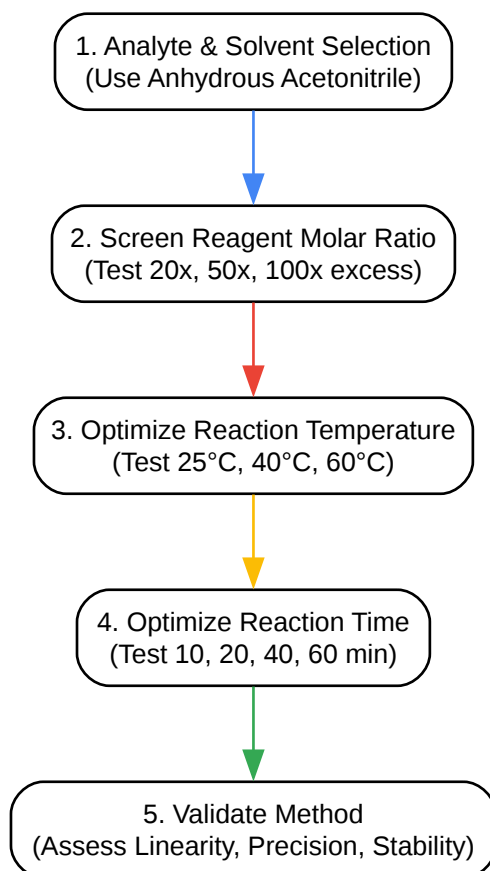 1. Analyte & Solvent Selection
(Use Anhydrous Acetonitrile)
2. Screen Reagent Molar Ratio
(Test 20x, 50x, 100x excess)
3. Optimize Reaction Temperature
(Test 25°C, 40°C, 60°C)
4. Optimize Reaction Time
(Test 10, 20, 40, 60 min)
5. Validate Method
(Assess Linearity, Precision, Stability)